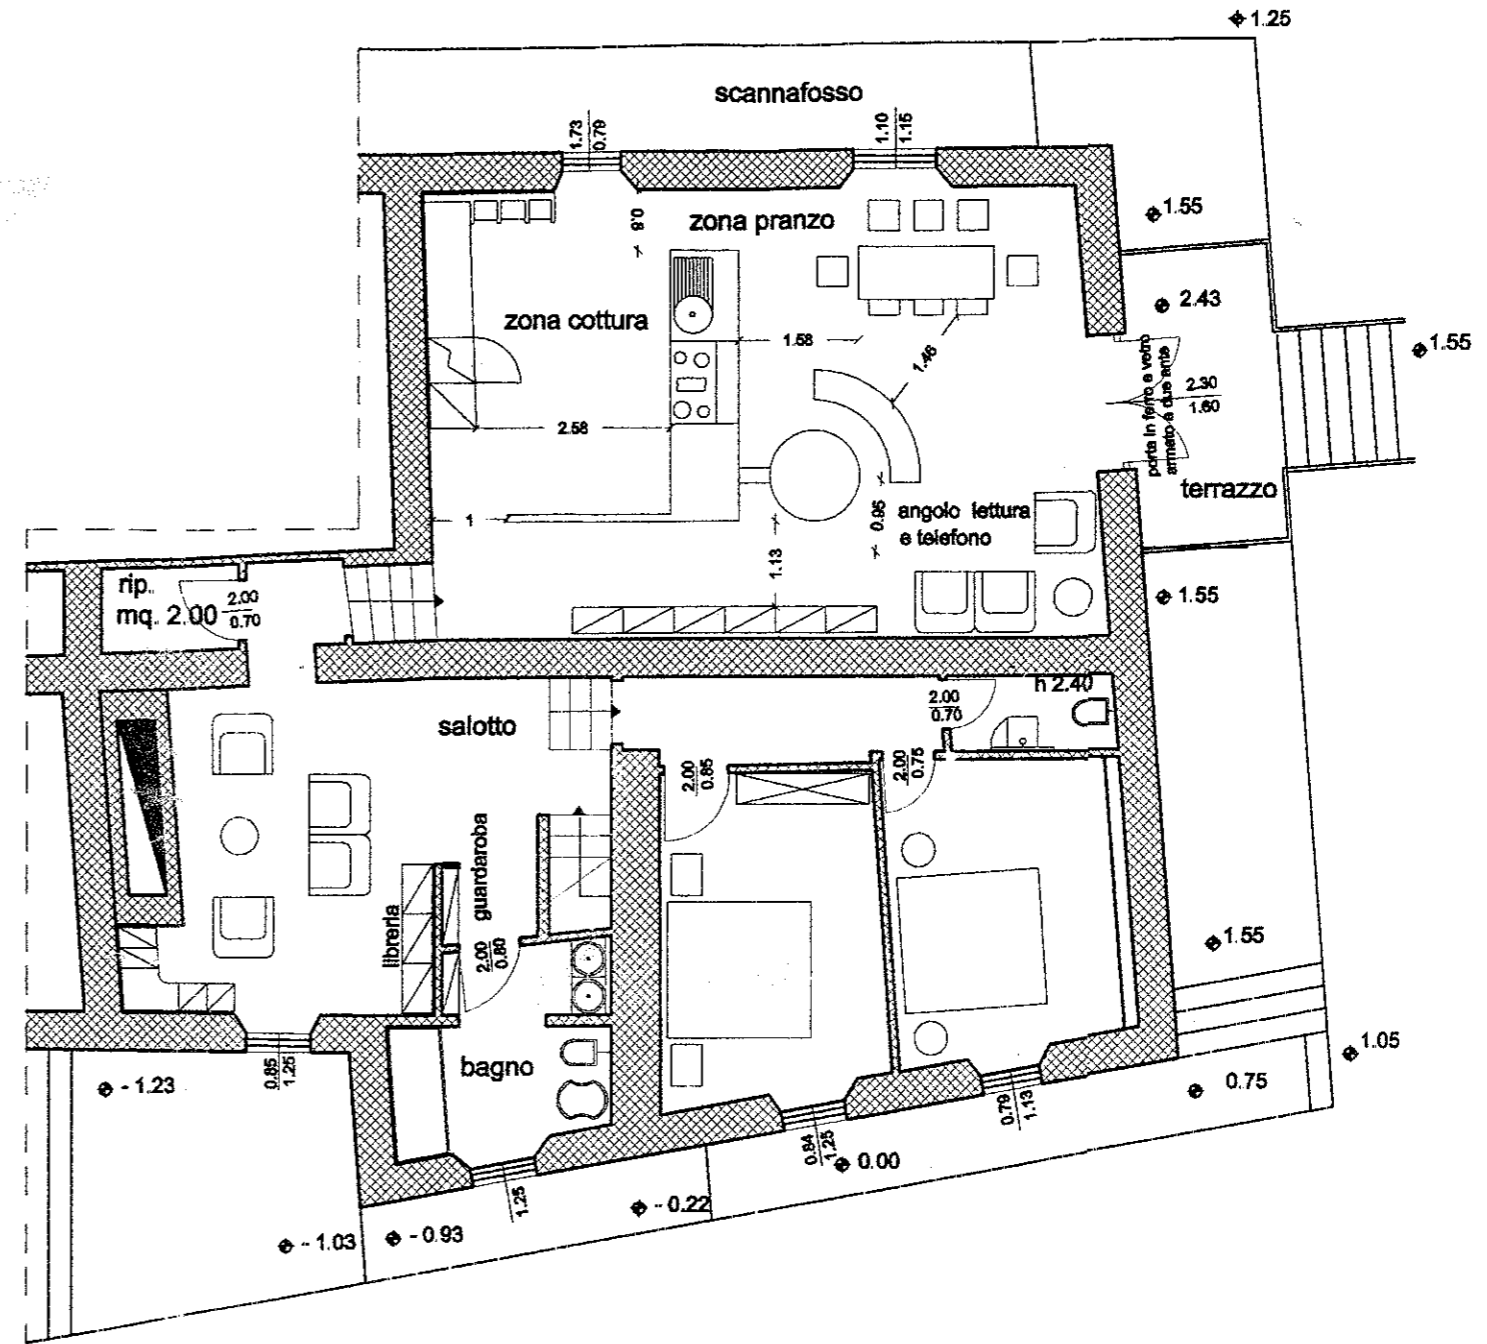 1.25
scannafosso
1.73
0.79
1.10
1.15
1.55
zona pranzo
0.8
2.43
zona cottura
1.58
1.46
1.55
porta in ferro e vetro
armato a due ante
2.30
1.60
2.58
terrazzo
1
0.95
angolo lettura
e telefono
1.13
rip.
mq. 2.00
2.00
0.70
1.55
h 2.40
2.00
0.70
salotto
2.00
0.85
2.00
0.75
guardaroba
libreria
2.00
0.80
1.55
1.05
bagno
0.85
1.25
- 1.23
0.79
1.13
0.75
0.84
1.25
0.00
1.25
- 0.22
- 1.03
- 0.93